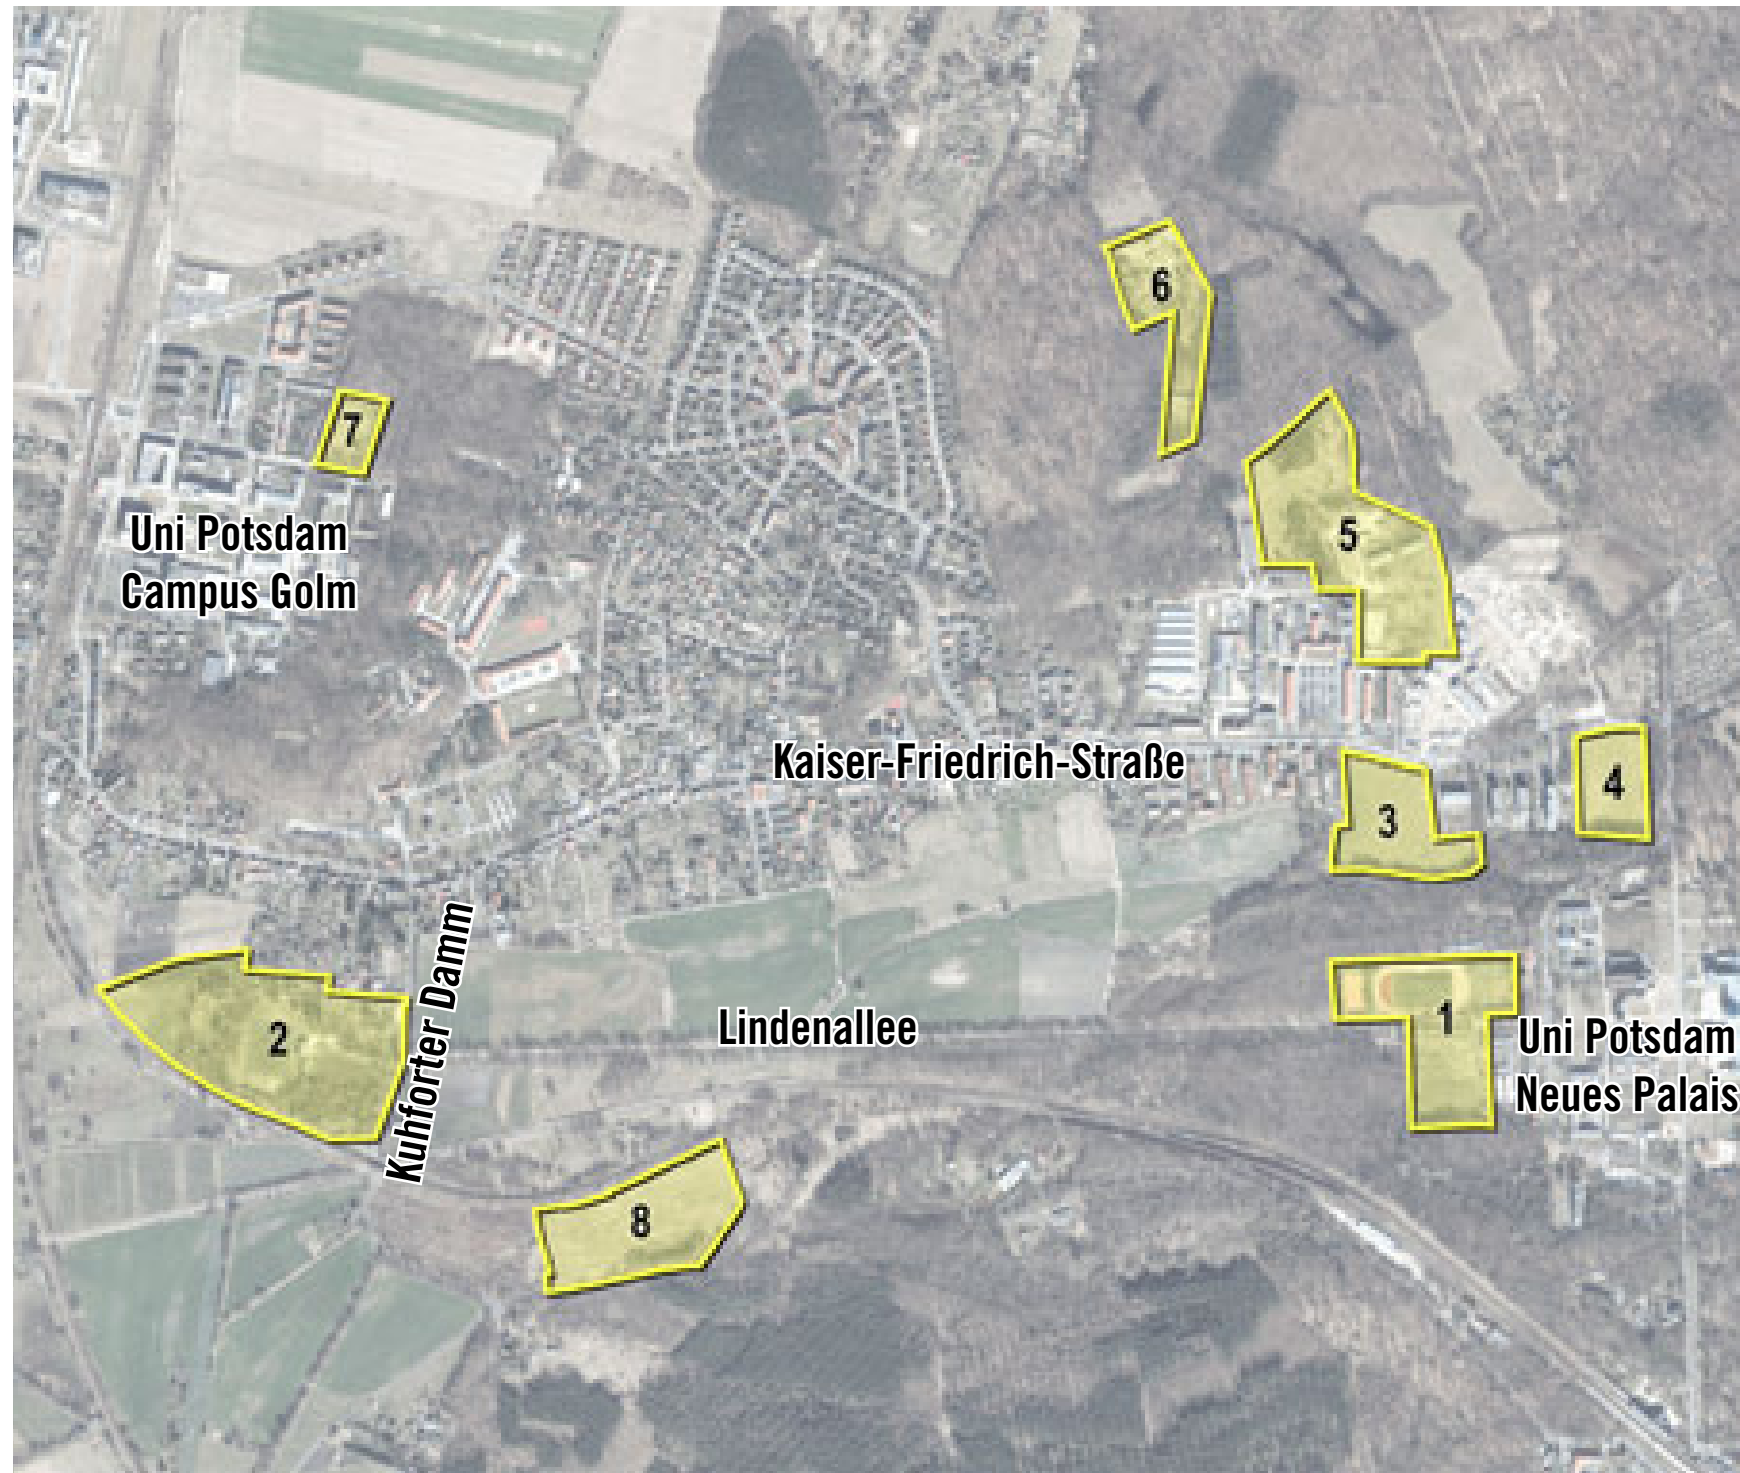 6
7
5
Uni Potsdam
Campus Golm
Kaiser-Friedrich-Straße
4
3
Kuhforter Damm
2
Lindenallee
1
Uni Potsdam
Neues Palais
8